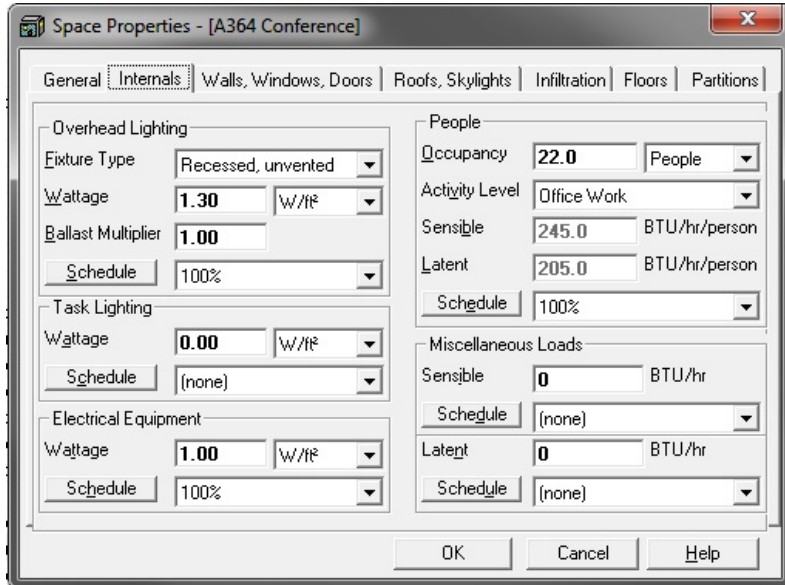 Space Properties - [A364 Conference]
General Internals Walls, Windows, Doors Roofs, Skylights Infiltration Floors Partitions
Overhead Lighting
Fixture Type Recessed, unvented
Wattage 1.30 W/ft²
Ballast Multiplier 1.00
Schedule 100%
Task Lighting
Wattage 0.00 W/ft²
Schedule (none)
Electrical Equipment
Wattage 1.00 W/ft²
Schedule 100%
People
Occupancy 22.0 People
Activity Level Office Work
Sensible 245.0 BTU/hr/person
Latent 205.0 BTU/hr/person
Schedule 100%
Miscellaneous Loads
Sensible 0 BTU/hr
Schedule (none)
Latent 0 BTU/hr
Schedule (none)
OK Cancel Help